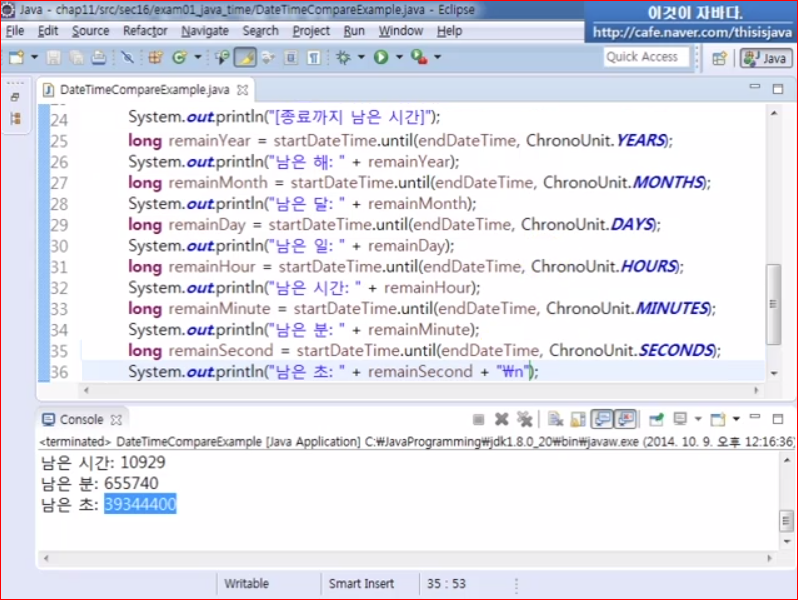 Java - chap11/src/sec16/exam01_java_time/DateTimeCompareExample.java - Eclipse
이것이 자바다.
http://cafe.naver.com/thisisjava
File Edit Source Refactor Navigate Search Project Run Window Help
Quick Access
Java
DateTimeCompareExample.java
24 System.out.println("[종료까지 남은 시간]");
25 long remainYear = startDateTime.until(endDateTime, ChronoUnit.YEARS);
26 System.out.println("남은 해: " + remainYear);
27 long remainMonth = startDateTime.until(endDateTime, ChronoUnit.MONTHS);
28 System.out.println("남은 달: " + remainMonth);
29 long remainDay = startDateTime.until(endDateTime, ChronoUnit.DAYS);
30 System.out.println("남은 일: " + remainDay);
31 long remainHour = startDateTime.until(endDateTime, ChronoUnit.HOURS);
32 System.out.println("남은 시간: " + remainHour);
33 long remainMinute = startDateTime.until(endDateTime, ChronoUnit.MINUTES);
34 System.out.println("남은 분: " + remainMinute);
35 long remainSecond = startDateTime.until(endDateTime, ChronoUnit.SECONDS);
36 System.out.println("남은 초: " + remainSecond + "₩n");
Console
<terminated> DateTimeCompareExample [Java Application] C:₩JavaProgramming₩jdk1.8.0_20₩bin₩javaw.exe (2014. 10. 9. 오후 12:16:36)
남은 시간: 10929
남은 분: 655740
남은 초: 39344400
Writable Smart Insert 35 : 53